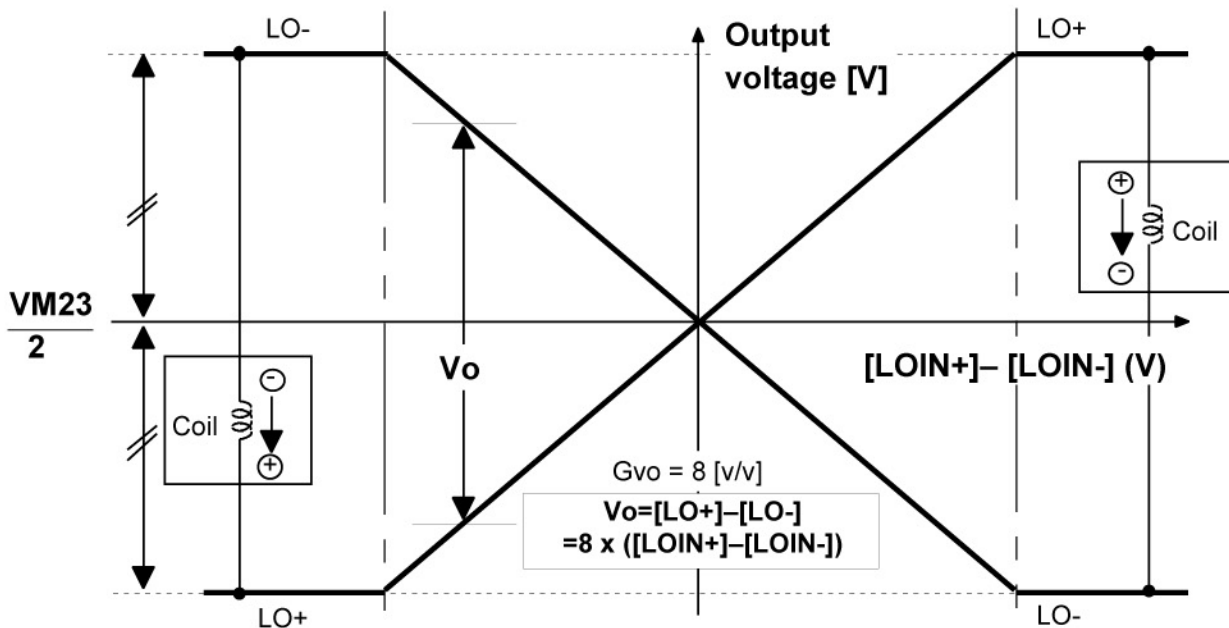 LO-
Output
voltage [V]
LO+
+
-
Coil
VM23
2
Vo
[LOIN+]– [LOIN-] (V)
-
Coil
+
Gvo = 8 [v/v]
Vo=[LO+]–[LO-]
=8 x ([LOIN+]–[LOIN-])
LO+
LO-